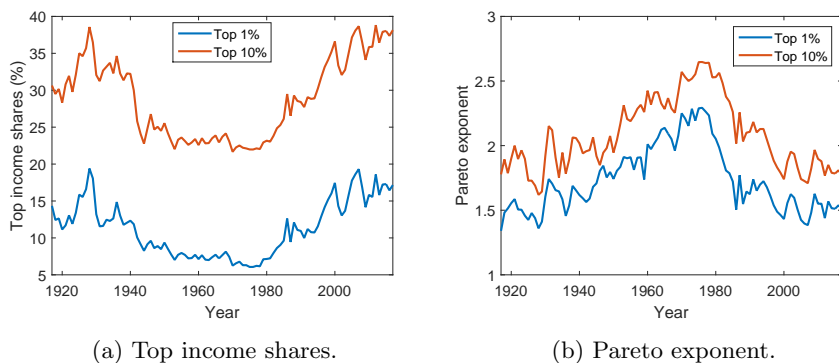 40
35
30
25
20
15
10
5
Top income shares (%)
Top 1%
Top 10%
1920 1940 1960 1980 2000
Year
(a) Top income shares.
3
2.5
2
1.5
1
Pareto exponent
Top 1%
Top 10%
1920 1940 1960 1980 2000
Year
(b) Pareto exponent.